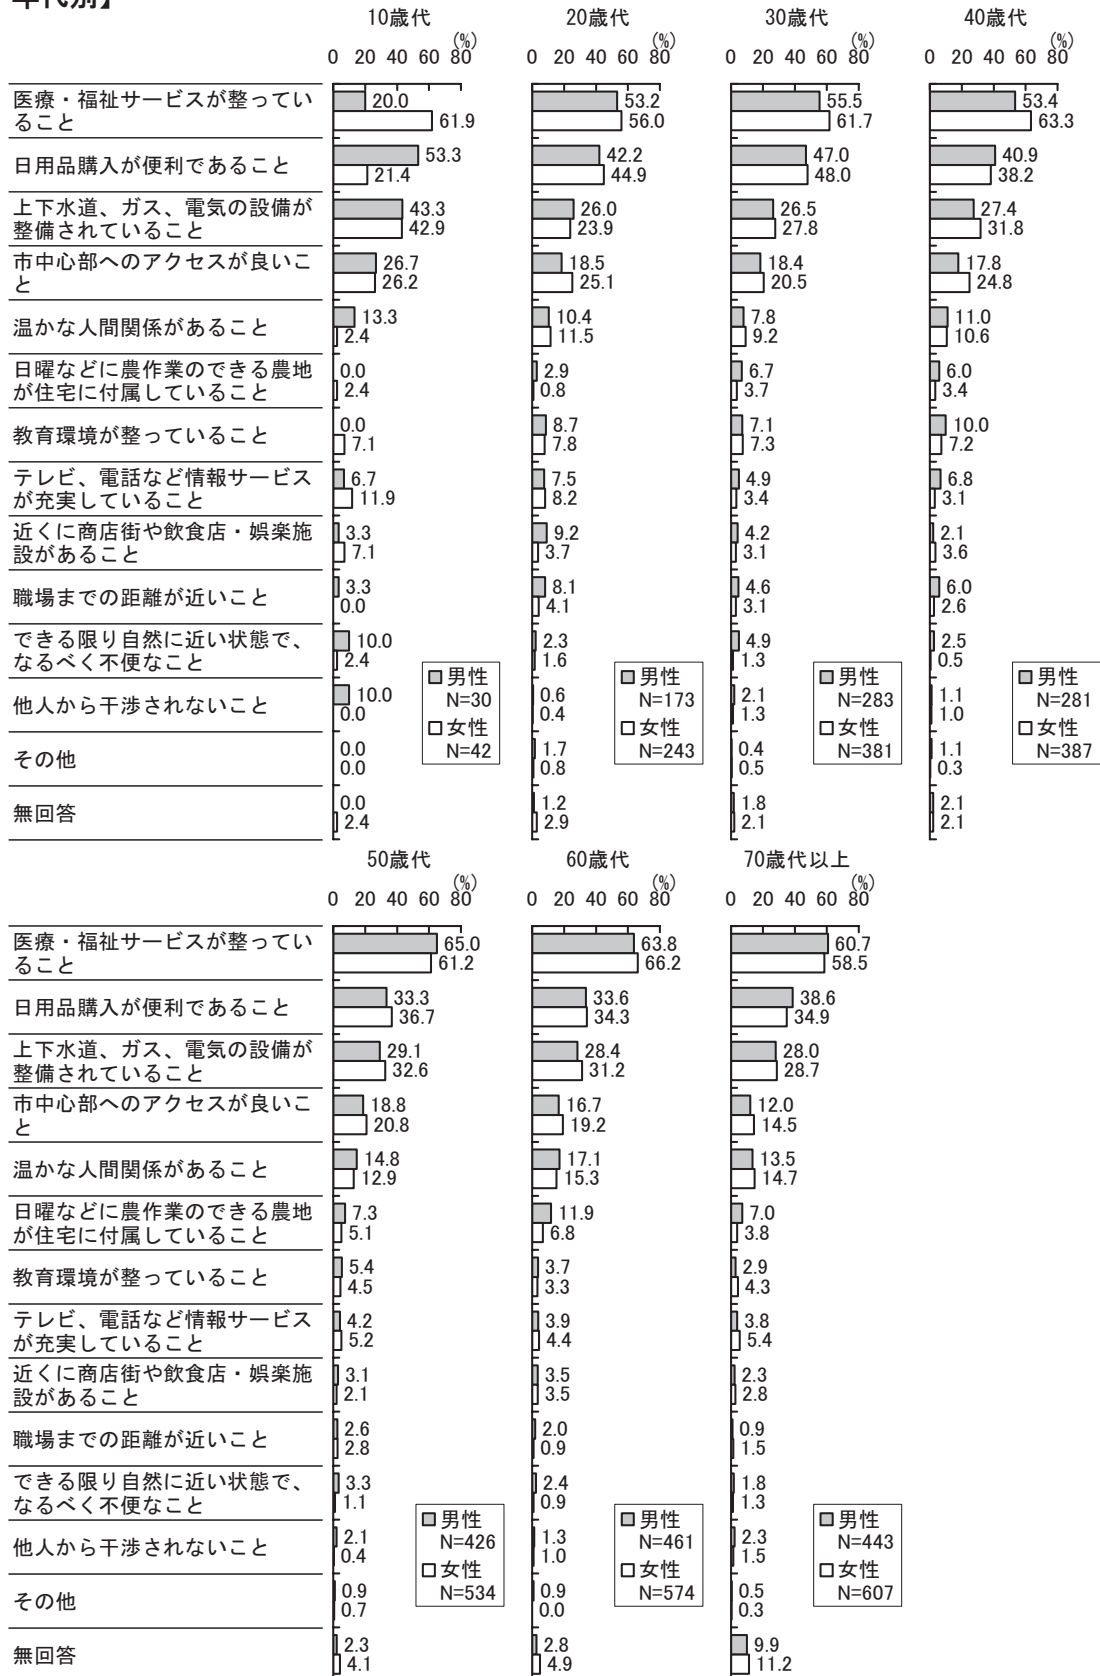 年代別】
10歳代 20歳代 30歳代 40歳代
(%) (%) (%) (%)
0 20 40 60 80 0 20 40 60 80 0 20 40 60 80 0 20 40 60 80
医療・福祉サービスが整ってい
ること
20.0 53.2 55.5 53.4
61.9 56.0 61.7 63.3
日用品購入が便利であること
53.3 42.2 47.0 40.9
21.4 44.9 48.0 38.2
上下水道、ガス、電気の設備が
整備されていること
43.3 26.0 26.5 27.4
42.9 23.9 27.8 31.8
市中心部へのアクセスが良いこ
と
26.7 18.5 18.4 17.8
26.2 25.1 20.5 24.8
温かな人間関係があること
13.3 10.4 7.8 11.0
2.4 11.5 9.2 10.6
日曜などに農作業のできる農地
が住宅に付属していること
0.0 2.9 6.7 6.0
2.4 0.8 3.7 3.4
教育環境が整っていること
0.0 8.7 7.1 10.0
7.1 7.8 7.3 7.2
テレビ、電話など情報サービス
が充実していること
6.7 7.5 4.9 6.8
11.9 8.2 3.4 3.1
近くに商店街や飲食店・娯楽施
設があること
3.3 9.2 4.2 2.1
7.1 3.7 3.1 3.6
職場までの距離が近いこと
3.3 8.1 4.6 6.0
0.0 4.1 3.1 2.6
できる限り自然に近い状態で、
なるべく不便なこと
10.0 2.3 4.9 2.5
2.4 1.6 1.3 0.5
他人から干渉されないこと
10.0 0.6 2.1 1.1
0.0 0.4 1.3 1.0
その他
0.0 1.7 0.4 1.1
0.0 0.8 0.5 0.3
無回答
0.0 1.2 1.8 2.1
2.4 2.9 2.1 2.1
男性 男性 男性 男性
N=30 N=173 N=283 N=281
女性 女性 女性 女性
N=42 N=243 N=381 N=387
50歳代 60歳代 70歳代以上
(%) (%) (%)
0 20 40 60 80 0 20 40 60 80 0 20 40 60 80
医療・福祉サービスが整ってい
ること
65.0 63.8 60.7
61.2 66.2 58.5
日用品購入が便利であること
33.3 33.6 38.6
36.7 34.3 34.9
上下水道、ガス、電気の設備が
整備されていること
29.1 28.4 28.0
32.6 31.2 28.7
市中心部へのアクセスが良いこ
と
18.8 16.7 12.0
20.8 19.2 14.5
温かな人間関係があること
14.8 17.1 13.5
12.9 15.3 14.7
日曜などに農作業のできる農地
が住宅に付属していること
7.3 11.9 7.0
5.1 6.8 3.8
教育環境が整っていること
5.4 3.7 2.9
4.5 3.3 4.3
テレビ、電話など情報サービス
が充実していること
4.2 3.9 3.8
5.2 4.4 5.4
近くに商店街や飲食店・娯楽施
設があること
3.1 3.5 2.3
2.1 3.5 2.8
職場までの距離が近いこと
2.6 2.0 0.9
2.8 0.9 1.5
できる限り自然に近い状態で、
なるべく不便なこと
3.3 2.4 1.8
1.1 0.9 1.3
他人から干渉されないこと
2.1 1.3 2.3
0.4 1.0 1.5
その他
0.9 0.9 0.5
0.7 0.0 0.3
無回答
2.3 2.8 9.9
4.1 4.9 11.2
男性 男性 男性
N=426 N=461 N=443
女性 女性 女性
N=534 N=574 N=607